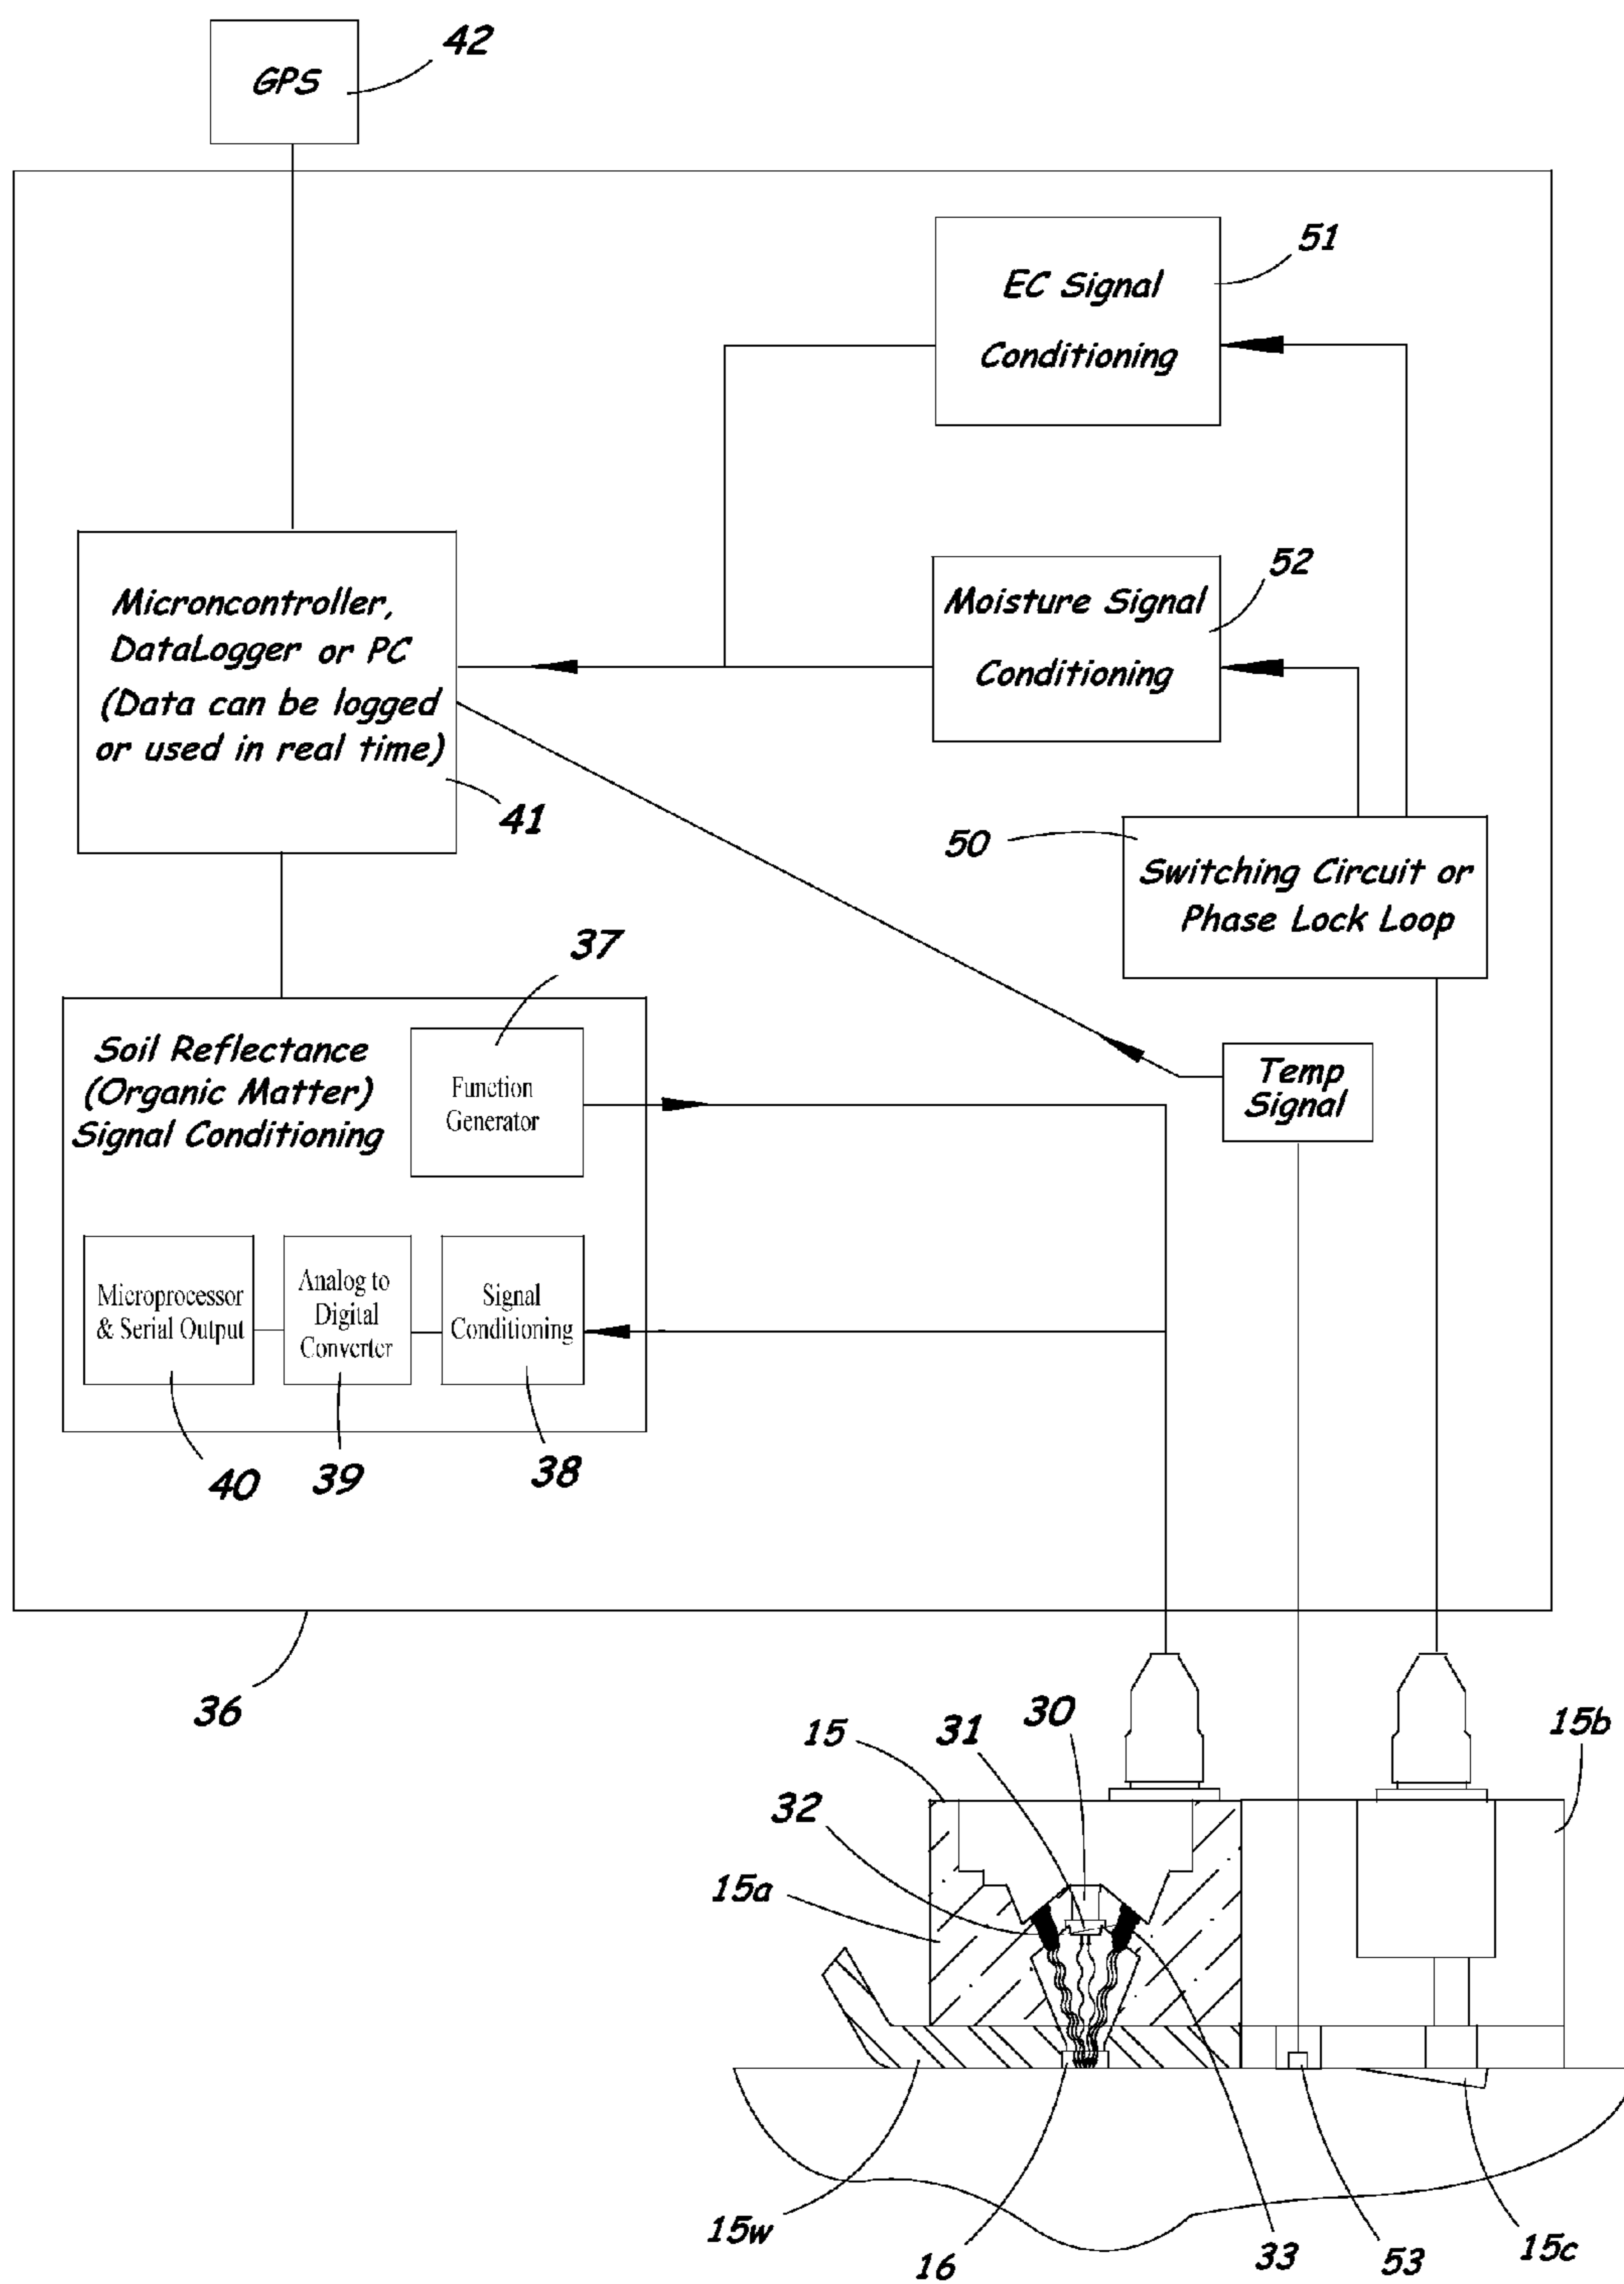 42
GPS
51
EC Signal
Conditioning
52
Moisture Signal
Conditioning
Microncontroller,
DataLogger or PC
(Data can be logged
or used in real time)
41
50
Switching Circuit or
Phase Lock Loop
37
Soil Reflectance
(Organic Matter)
Signal Conditioning
Function
Generator
Temp
Signal
Microprocessor
& Serial Output
Analog to
Digital
Converter
Signal
Conditioning
40
39
38
36
15
31
30
15b
32
15a
15w
16
33
53
15c